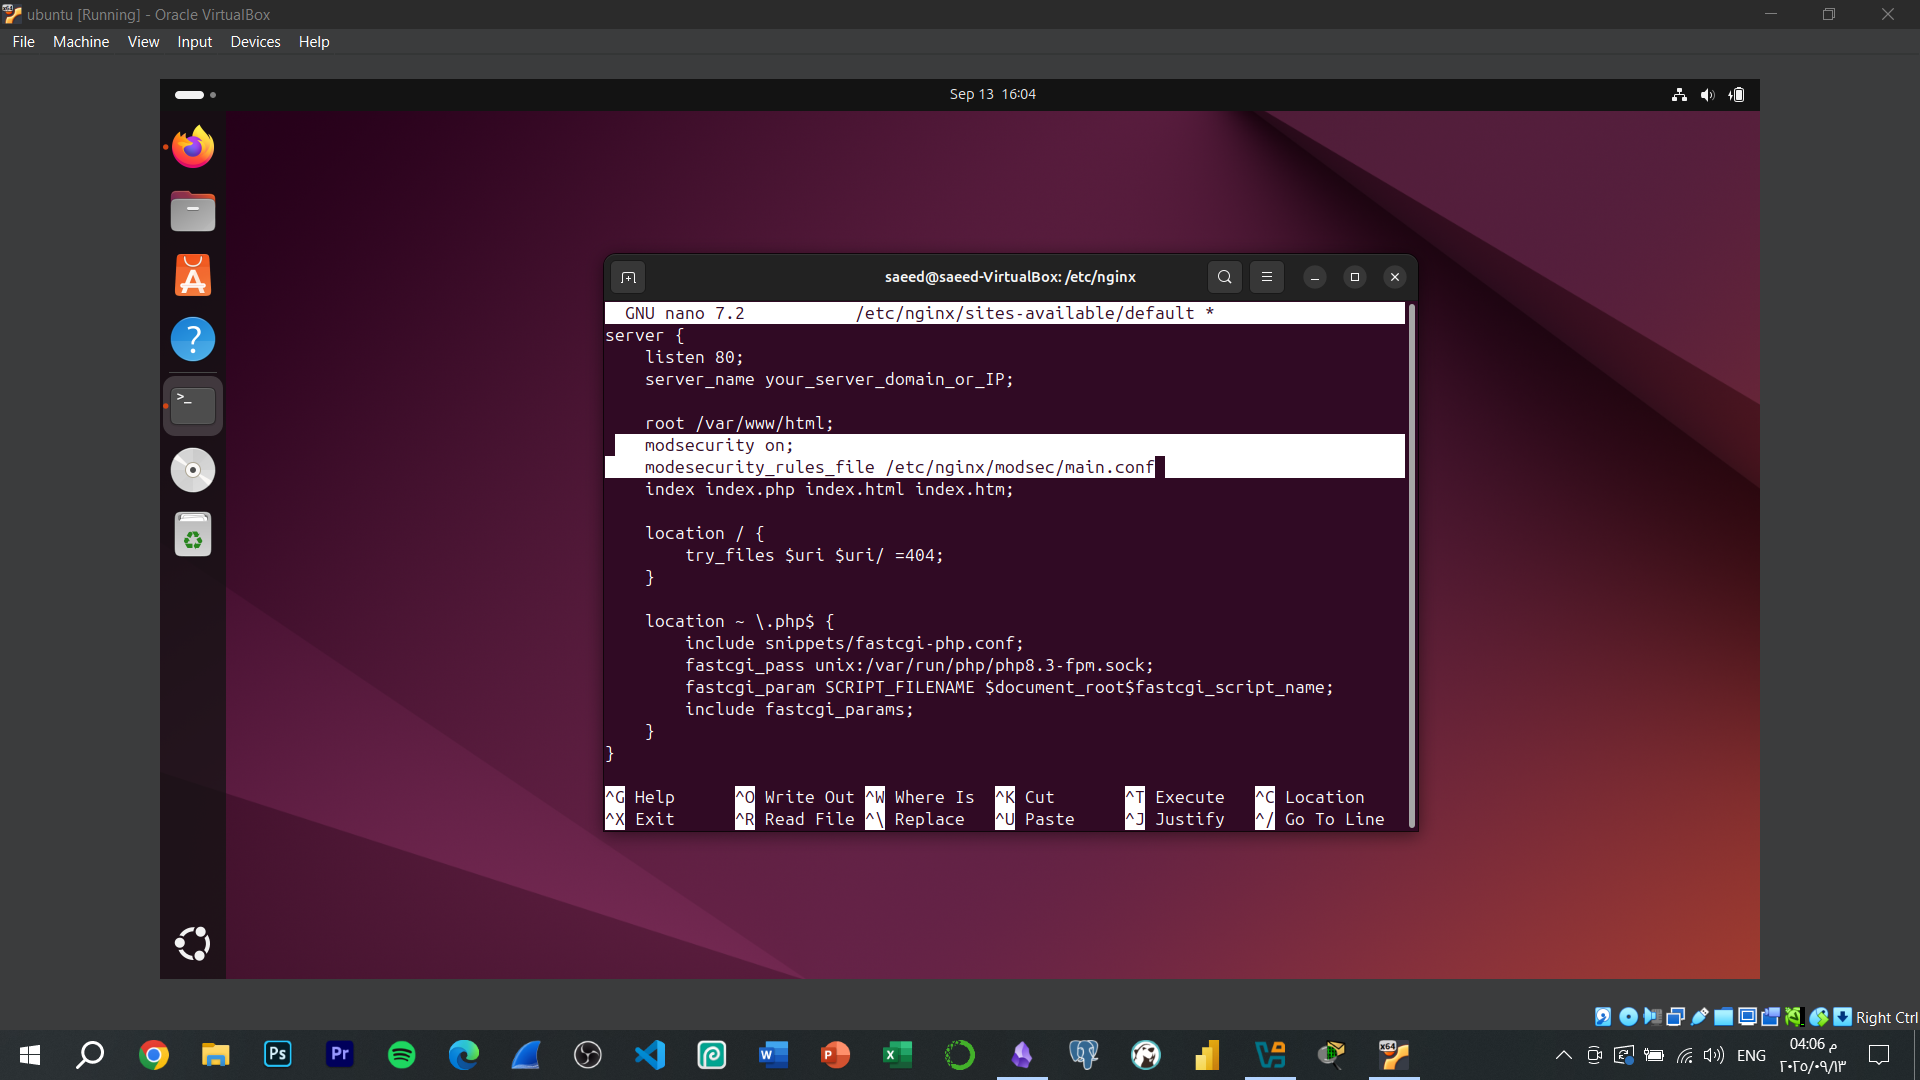 ubuntu [Running] - Oracle VirtualBox
File Machine View Input Devices Help
Sep 13 16:04
saeed@saeed-VirtualBox: /etc/nginx
GNU nano 7.2 /etc/nginx/sites-available/default *
server {
listen 80;
server_name your_server_domain_or_IP;
root /var/www/html;
modsecurity on;
modesecurity_rules_file /etc/nginx/modsec/main.conf
index index.php index.html index.htm;
location / {
try_files $uri $uri/ =404;
}
location ~ \.php$ {
include snippets/fastcgi-php.conf;
fastcgi_pass unix:/var/run/php/php8.3-fpm.sock;
fastcgi_param SCRIPT_FILENAME $document_root$fastcgi_script_name;
include fastcgi_params;
}
}
^G Help ^O Write Out ^W Where Is ^K Cut ^T Execute ^C Location
^X Exit ^R Read File ^\ Replace ^U Paste ^J Justify ^/ Go To Line
Right Ctrl
ENG
04:06 م
٢٠٢٥/٠٩/١٣